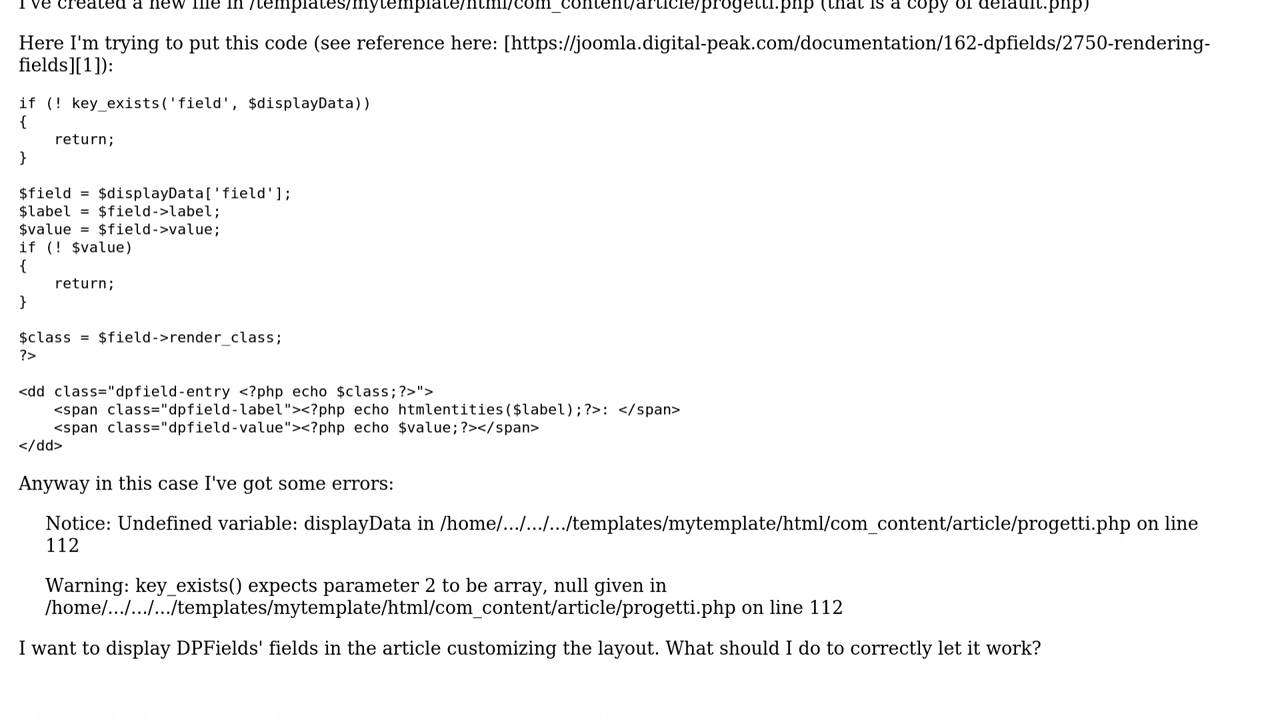 I've created a new file in /templates/mytemplate/html/com_content/article/progetti.php (that is a copy of default.php)
Here I'm trying to put this code (see reference here: [https://joomla.digital-peak.com/documentation/162-dpfields/2750-rendering-
fields][1]):
if (! key_exists('field', $displayData))
{
    return;
}
$field = $displayData['field'];
$label = $field->label;
$value = $field->value;
if (! $value)
{
    return;
}
$class = $field->render_class;
?>
<dd class="dpfield-entry <?php echo $class;?>">
    <span class="dpfield-label"><?php echo htmlentities($label);?>: </span>
    <span class="dpfield-value"><?php echo $value;?></span>
</dd>
Anyway in this case I've got some errors:
Notice: Undefined variable: displayData in /home/.../.../.../templates/mytemplate/html/com_content/article/progetti.php on line
112
Warning: key_exists() expects parameter 2 to be array, null given in
/home/.../.../.../templates/mytemplate/html/com_content/article/progetti.php on line 112
I want to display DPFields' fields in the article customizing the layout. What should I do to correctly let it work?